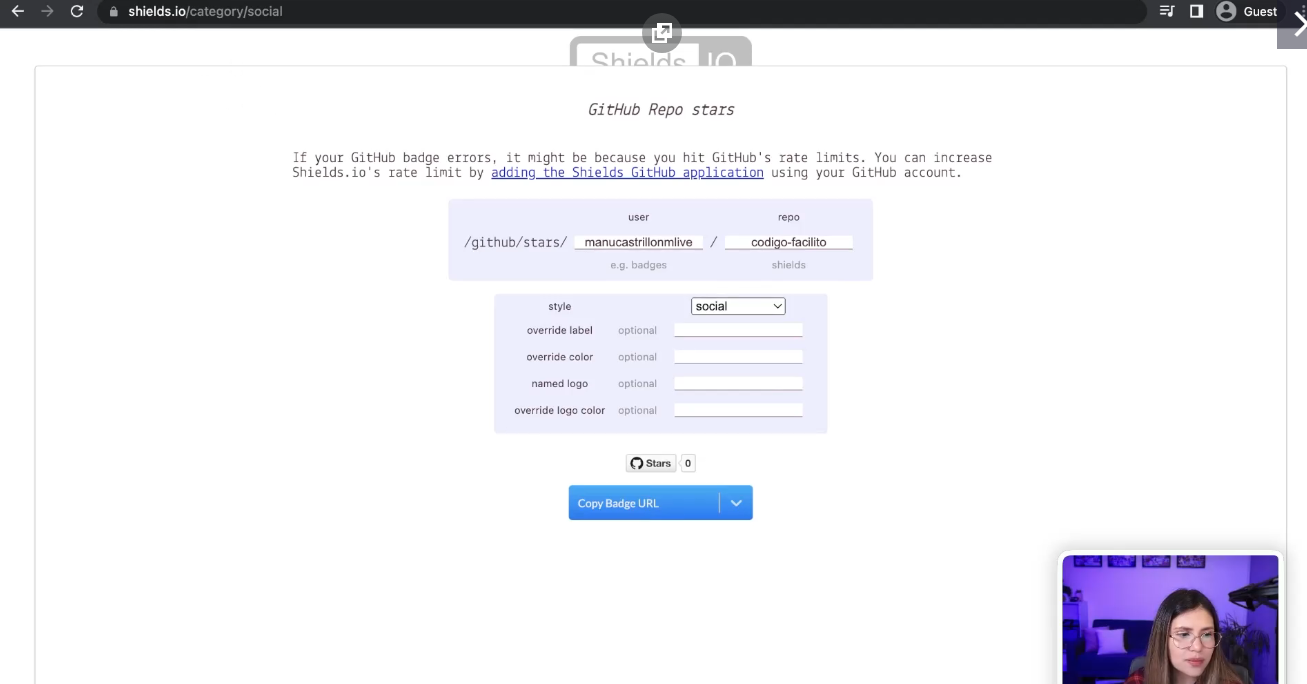 shields.io/category/social
Guest
Shields IO
GitHub Repo stars
If your GitHub badge errors, it might be because you hit GitHub's rate limits. You can increase
Shields.io's rate limit by adding the Shields GitHub application using your GitHub account.
user repo
/github/stars/ manucastrillonmlive / codigo-facilito
e.g. badges shields
style social
override label optional
override color optional
named logo optional
override logo color optional
Stars 0
Copy Badge URL